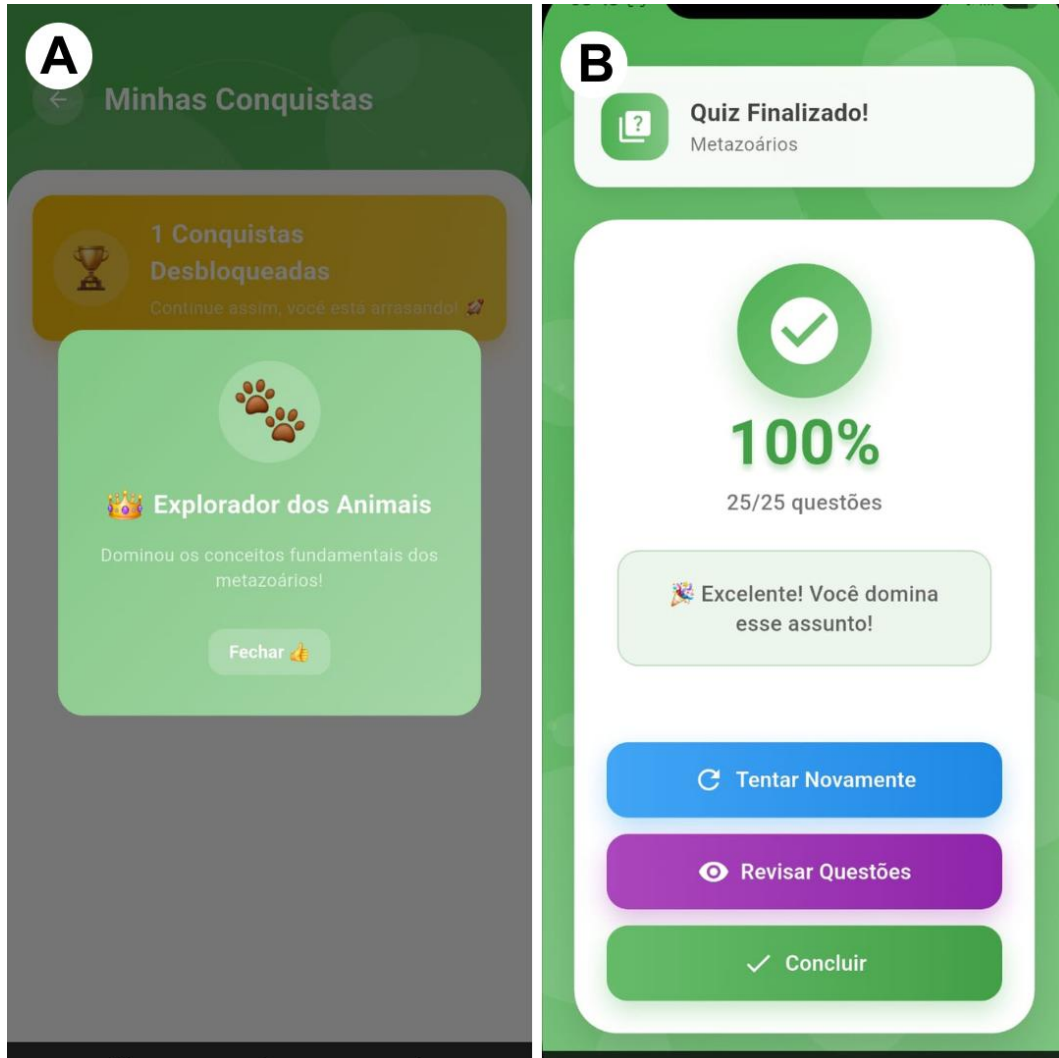 A
Minhas Conquistas
1 Conquistas
Desbloqueadas
Continue assim, você está arrasando! 🚀
👑 Explorador dos Animais
Dominou os conceitos fundamentais dos
metazoários!
Fechar 👍
B
Quiz Finalizado!
Metazoários
100%
25/25 questões
🎉 Excelente! Você domina
esse assunto!
Tentar Novamente
Revisar Questões
Concluir